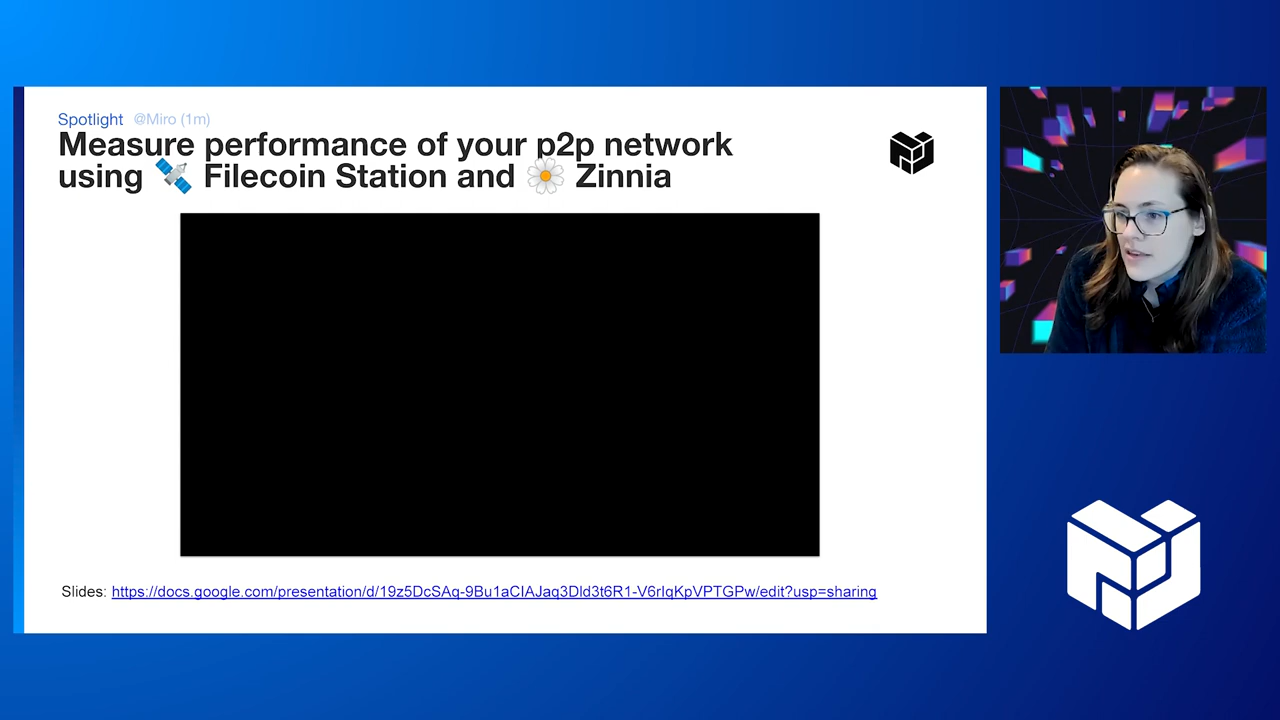 Spotlight @Miro (1m)
Measure performance of your p2p network
using 🛰️ Filecoin Station and 🌼 Zinnia
Slides: https://docs.google.com/presentation/d/19z5DcSAq-9Bu1aCIAJaq3Dld3t6R1-V6rIqKpVPTGPw/edit?usp=sharing